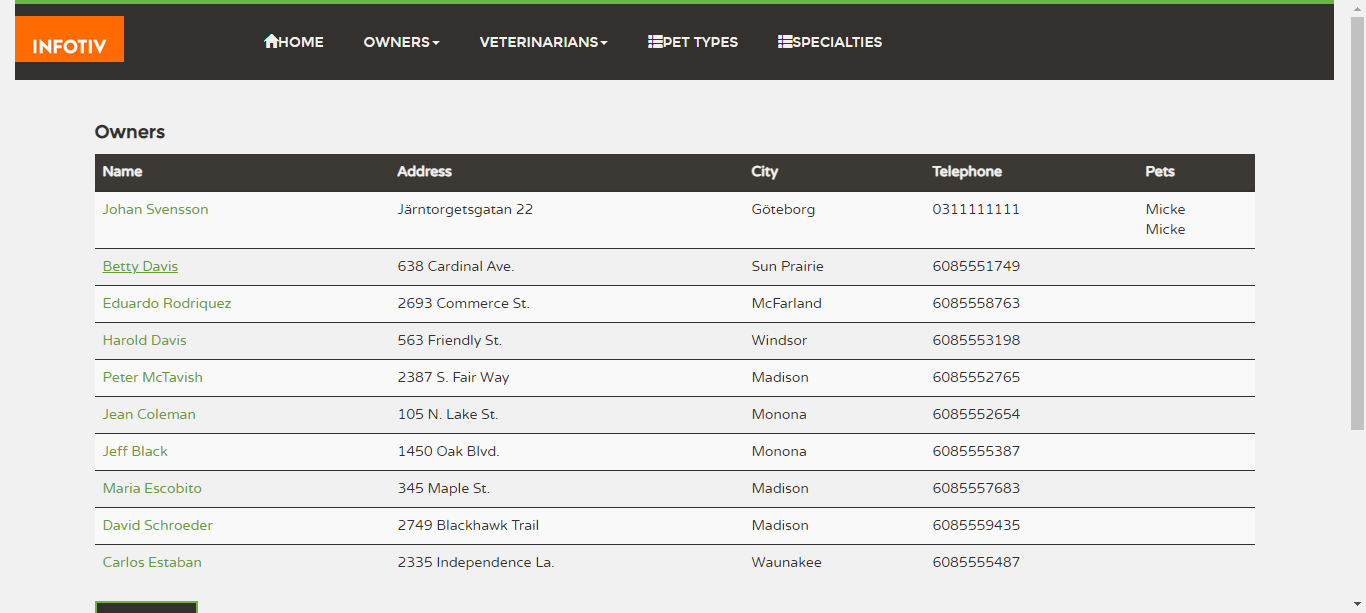 INFOTIV HOME OWNERS VETERINARIANS PET TYPES SPECIALTIES
Owners
Name Address City Telephone Pets
Johan Svensson Järntorgetsgatan 22 Göteborg 0311111111 Micke
Micke
Betty Davis 638 Cardinal Ave. Sun Prairie 6085551749
Eduardo Rodriquez 2693 Commerce St. McFarland 6085558763
Harold Davis 563 Friendly St. Windsor 6085553198
Peter McTavish 2387 S. Fair Way Madison 6085552765
Jean Coleman 105 N. Lake St. Monona 6085552654
Jeff Black 1450 Oak Blvd. Monona 6085555387
Maria Escobito 345 Maple St. Madison 6085557683
David Schroeder 2749 Blackhawk Trail Madison 6085559435
Carlos Estaban 2335 Independence La. Waunakee 6085555487